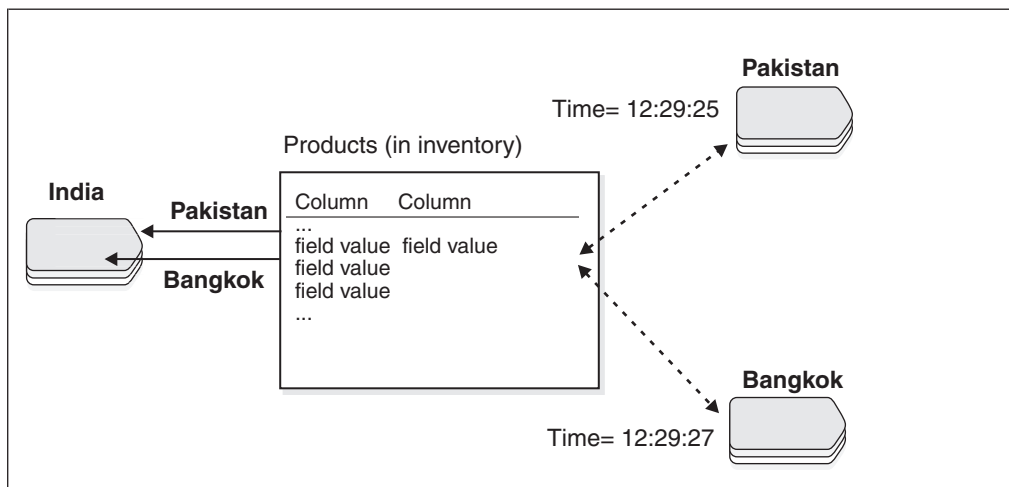 Pakistan
Time= 12:29:25
Products (in inventory)
India
Pakistan
Column Column
...
field value field value
Bangkok
field value
field value
...
Bangkok
Time= 12:29:27